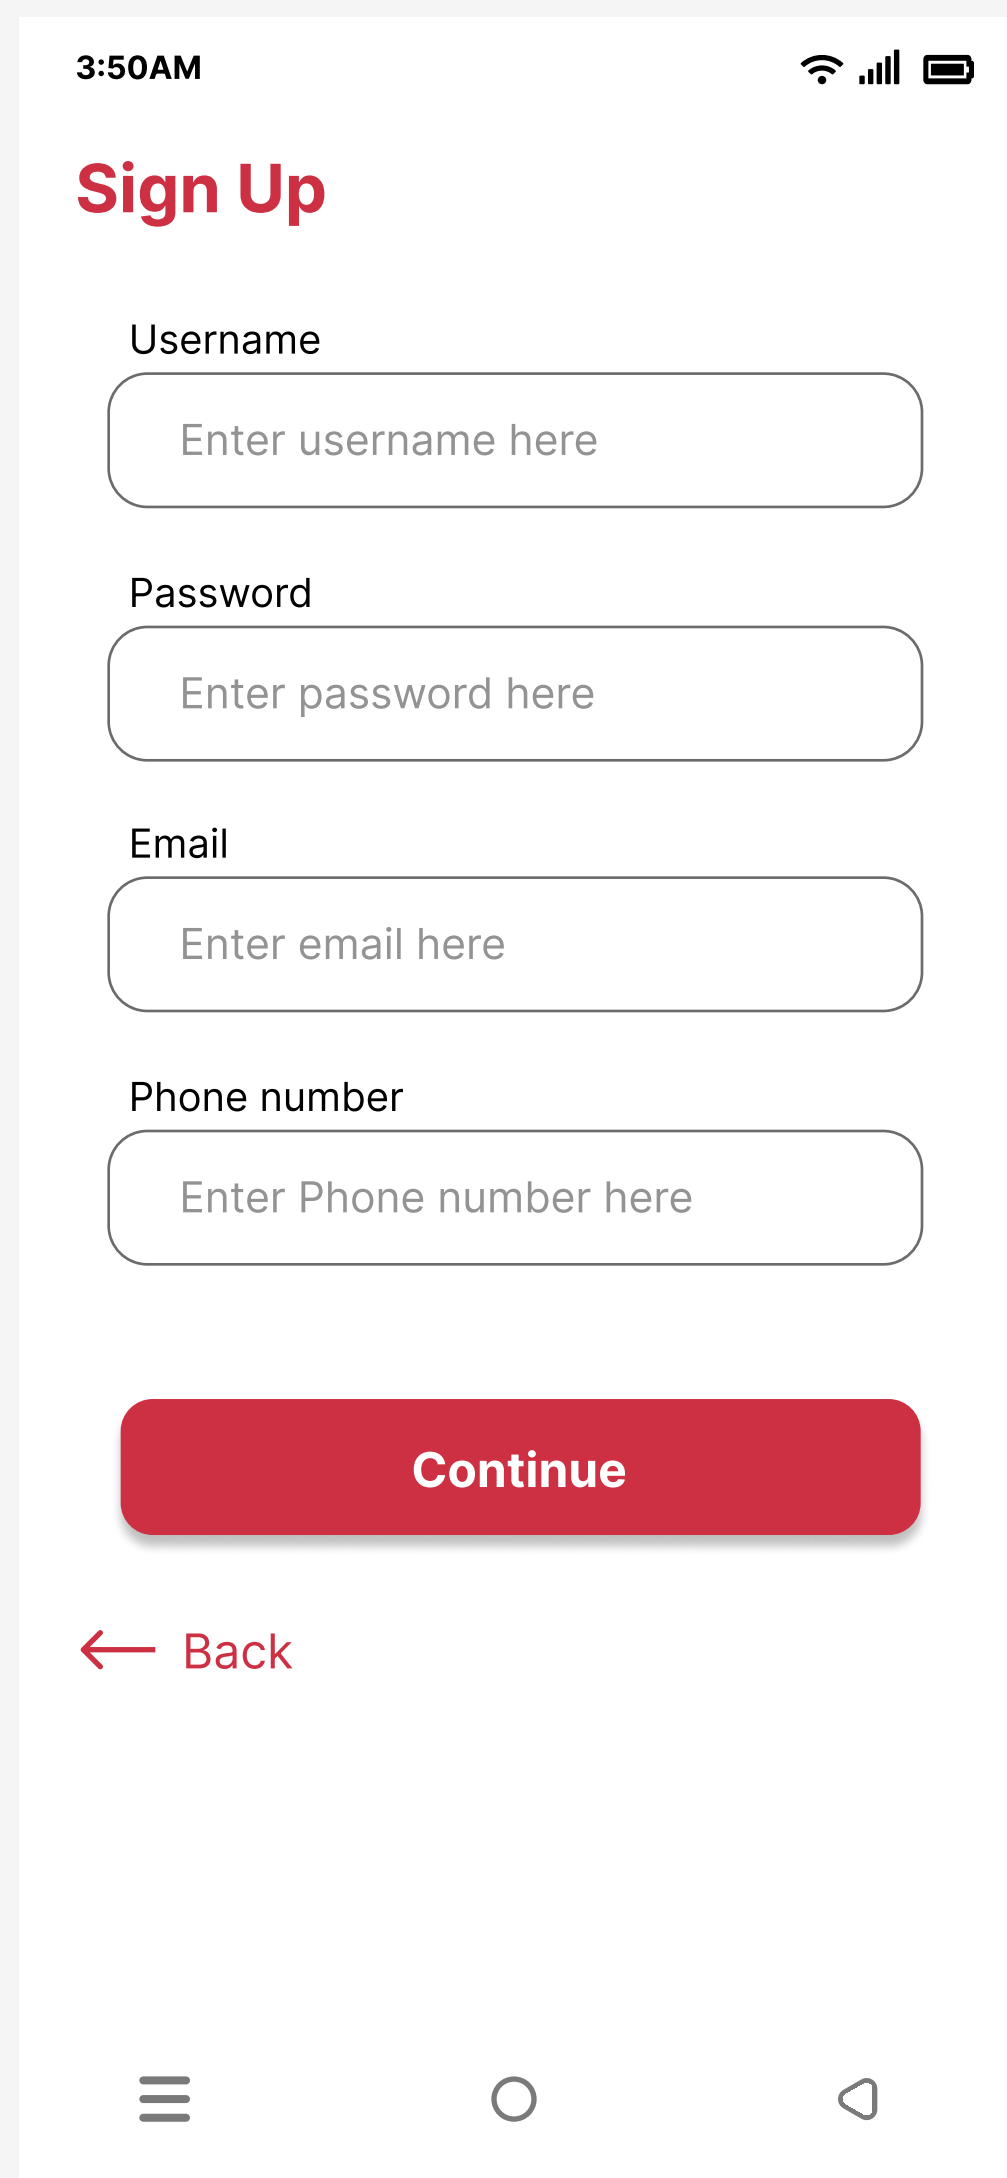 3:50AM
Sign Up
Username
Enter username here
Password
Enter password here
Email
Enter email here
Phone number
Enter Phone number here
Continue
Back